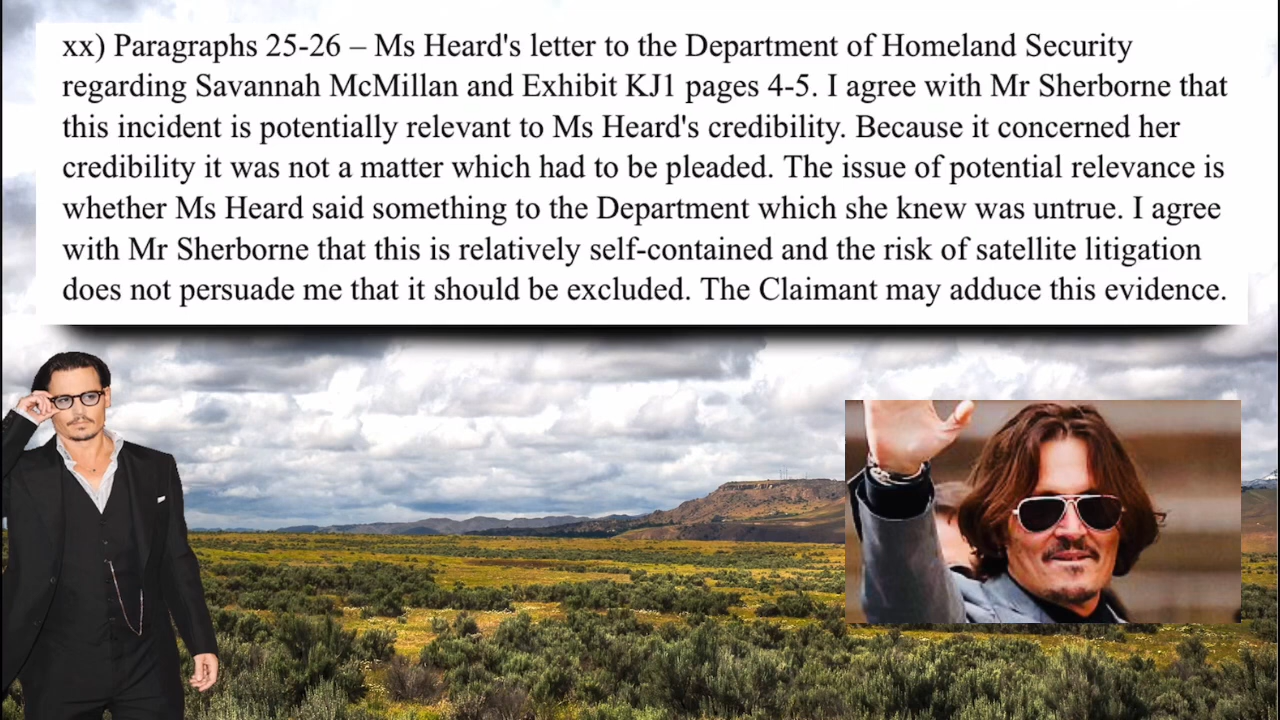 xx) Paragraphs 25-26 – Ms Heard's letter to the Department of Homeland Security
regarding Savannah McMillan and Exhibit KJ1 pages 4-5. I agree with Mr Sherborne that
this incident is potentially relevant to Ms Heard's credibility. Because it concerned her
credibility it was not a matter which had to be pleaded. The issue of potential relevance is
whether Ms Heard said something to the Department which she knew was untrue. I agree
with Mr Sherborne that this is relatively self-contained and the risk of satellite litigation
does not persuade me that it should be excluded. The Claimant may adduce this evidence.